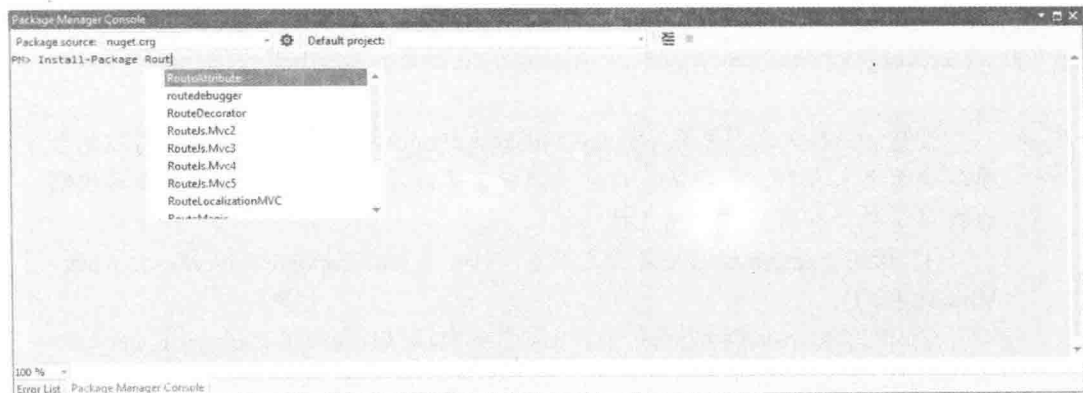 Package Manager Console
Package source: nuget.org
Default project:
PM> Install-Package Rout
RouteAttribute
routedebugger
RouteDecorator
RouteJs.Mvc2
RouteJs.Mvc3
RouteJs.Mvc4
RouteJs.Mvc5
RouteLocalizationMVC
RouteMagic
100 %
Error List Package Manager Console